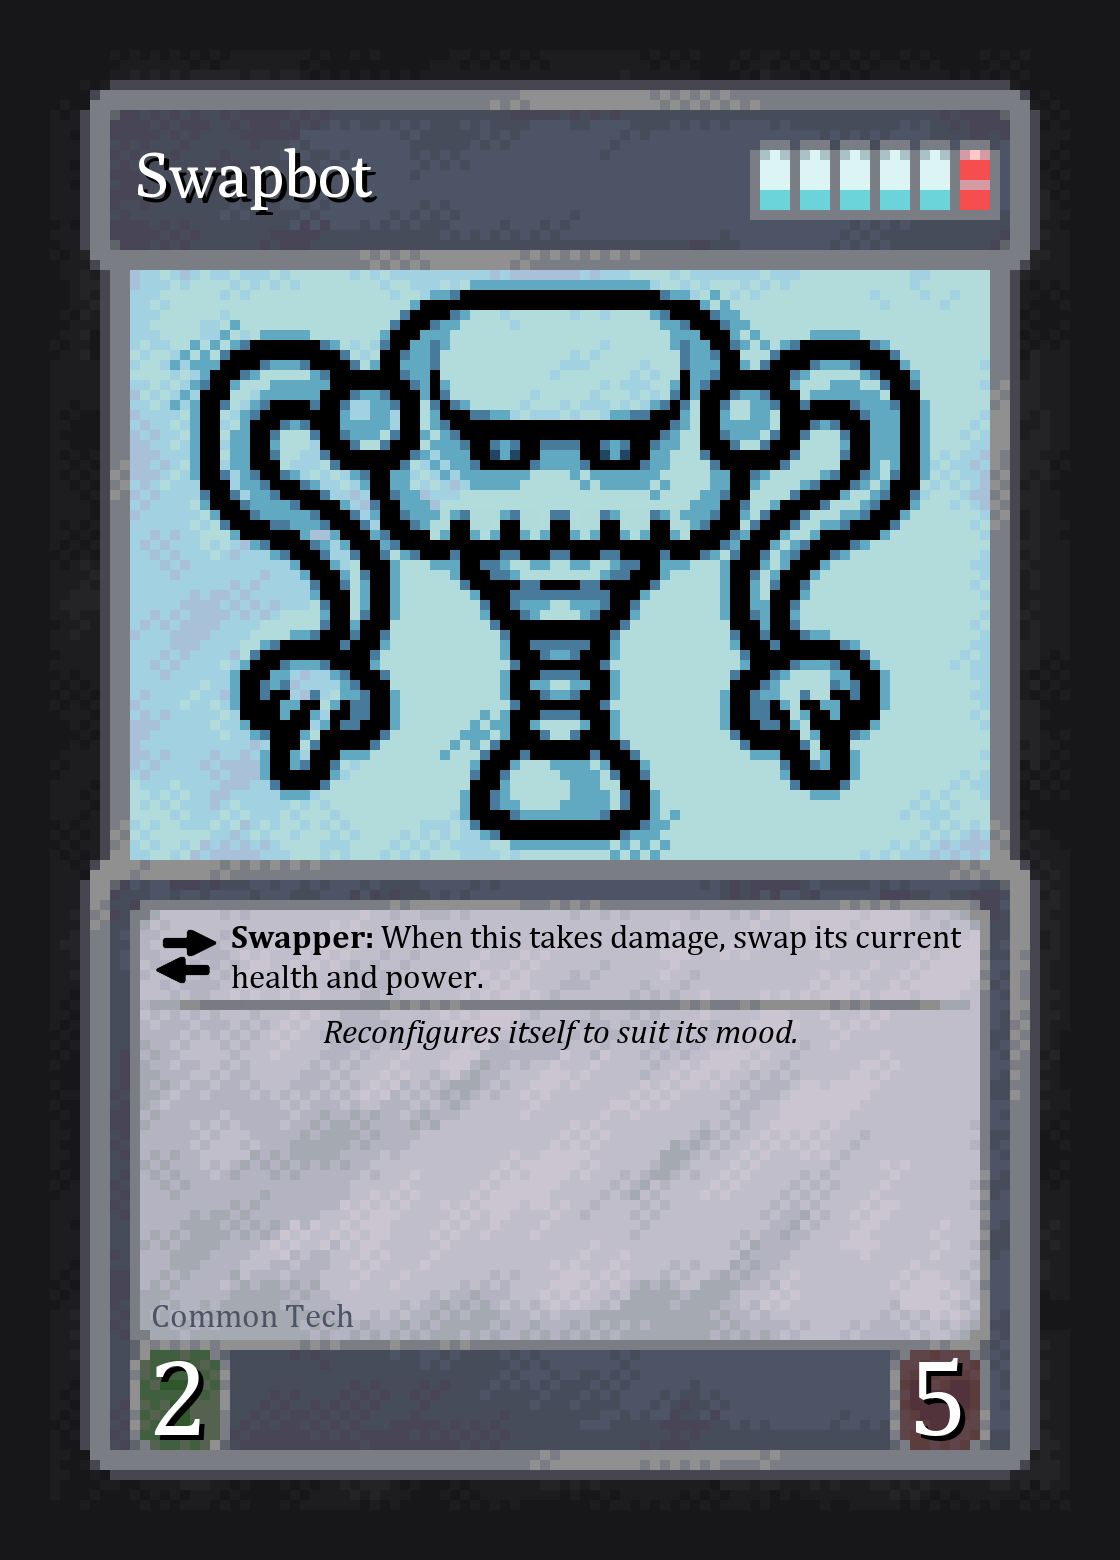 Swapbot
Swapper: When this takes damage, swap its current
health and power.
Reconfigures itself to suit its mood.
Common Tech
2
5